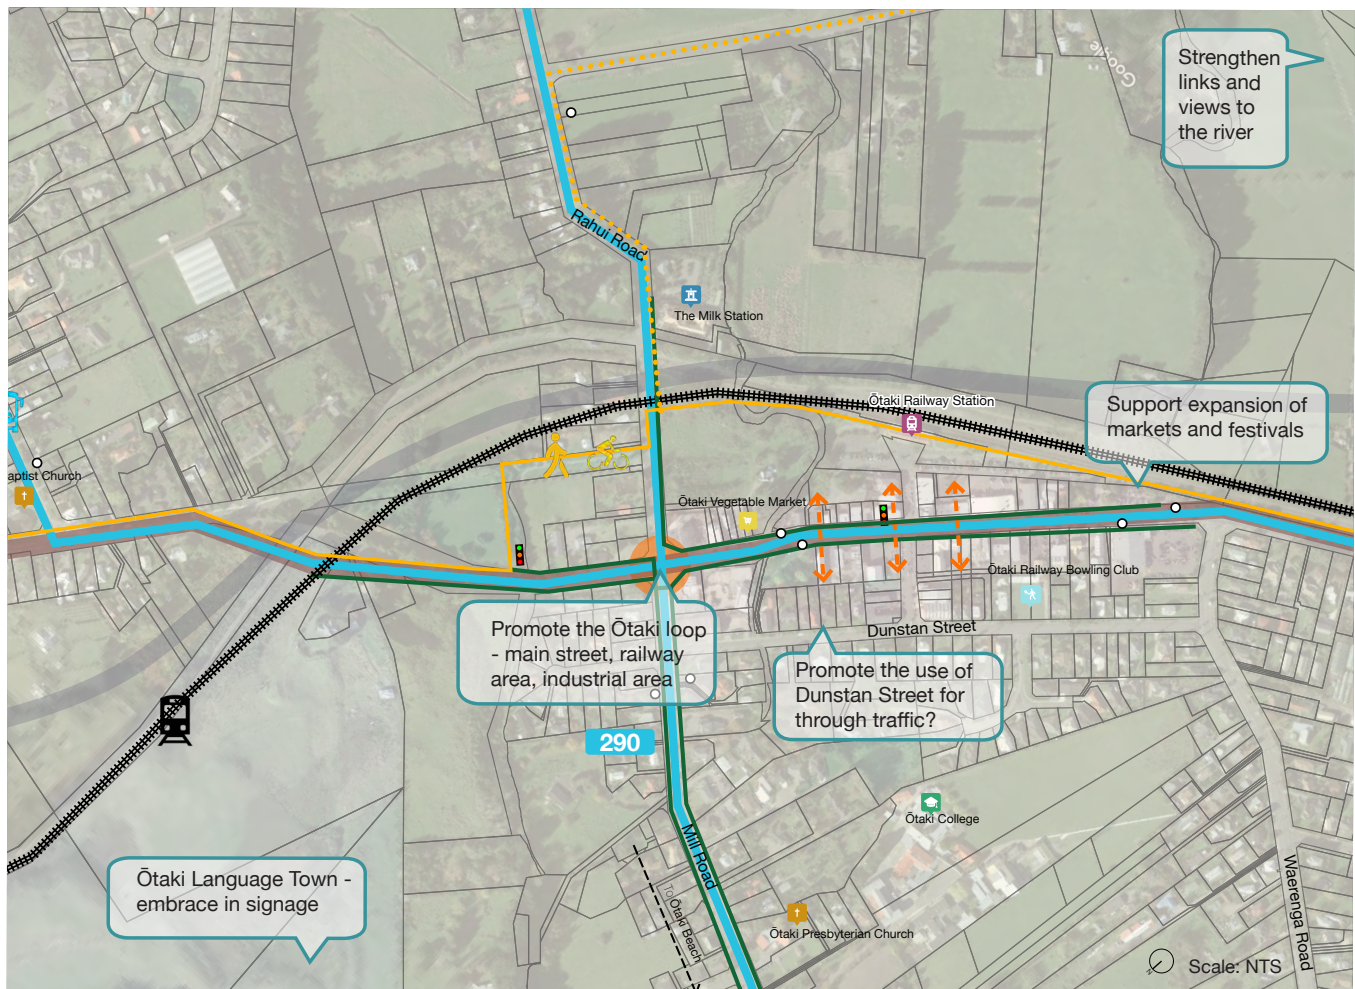 Strengthen
links and
views to
the river
Google
Rahui Road
The Milk Station
Ōtaki Railway Station
Support expansion of
markets and festivals
aptist Church
Ōtaki Vegetable Market
Ōtaki Railway Bowling Club
Dunstan Street
Promote the Ōtaki loop
- main street, railway
area, industrial area
Promote the use of
Dunstan Street for
through traffic?
290
Ōtaki College
Mill Road
To Ōtaki Beach
Waerenga Road
Ōtaki Language Town -
embrace in signage
Ōtaki Presbyterian Church
Scale: NTS